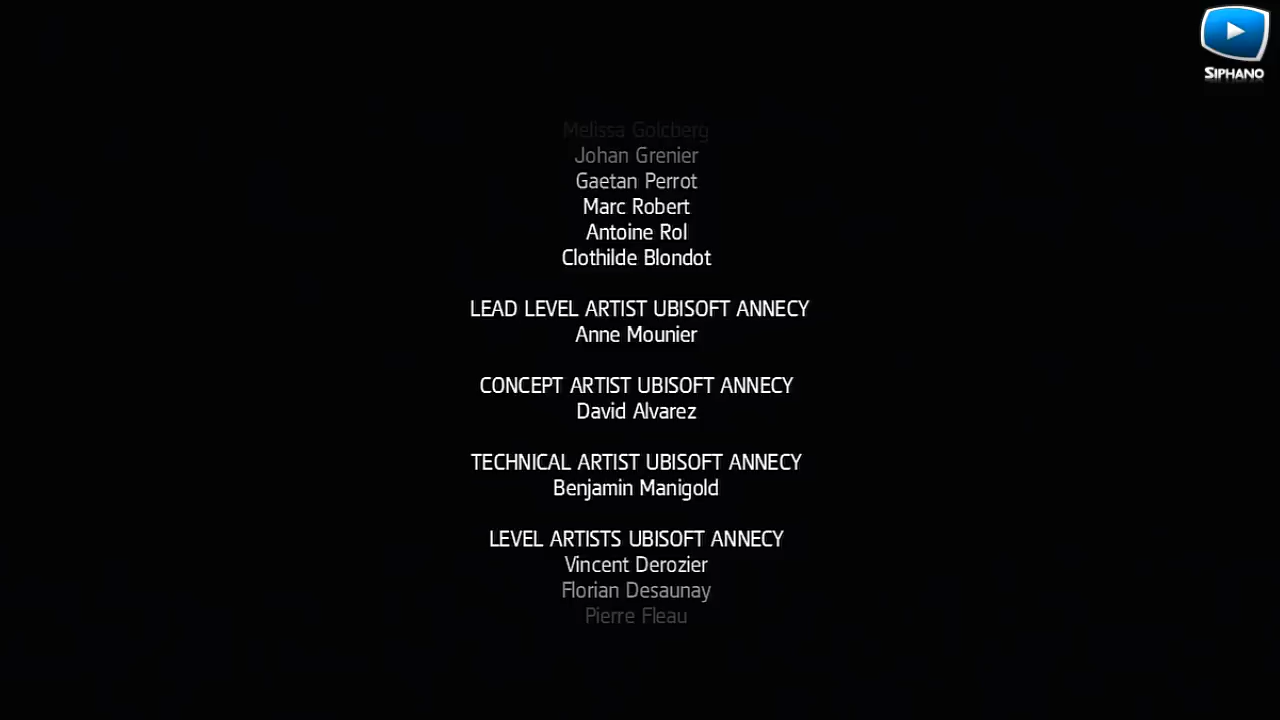 SIPHANO
Melissa Golcberg
Johan Grenier
Gaetan Perrot
Marc Robert
Antoine Rol
Clothilde Blondot
LEAD LEVEL ARTIST UBISOFT ANNECY
Anne Mounier
CONCEPT ARTIST UBISOFT ANNECY
David Alvarez
TECHNICAL ARTIST UBISOFT ANNECY
Benjamin Manigold
LEVEL ARTISTS UBISOFT ANNECY
Vincent Derozier
Florian Desaunay
Pierre Fleau